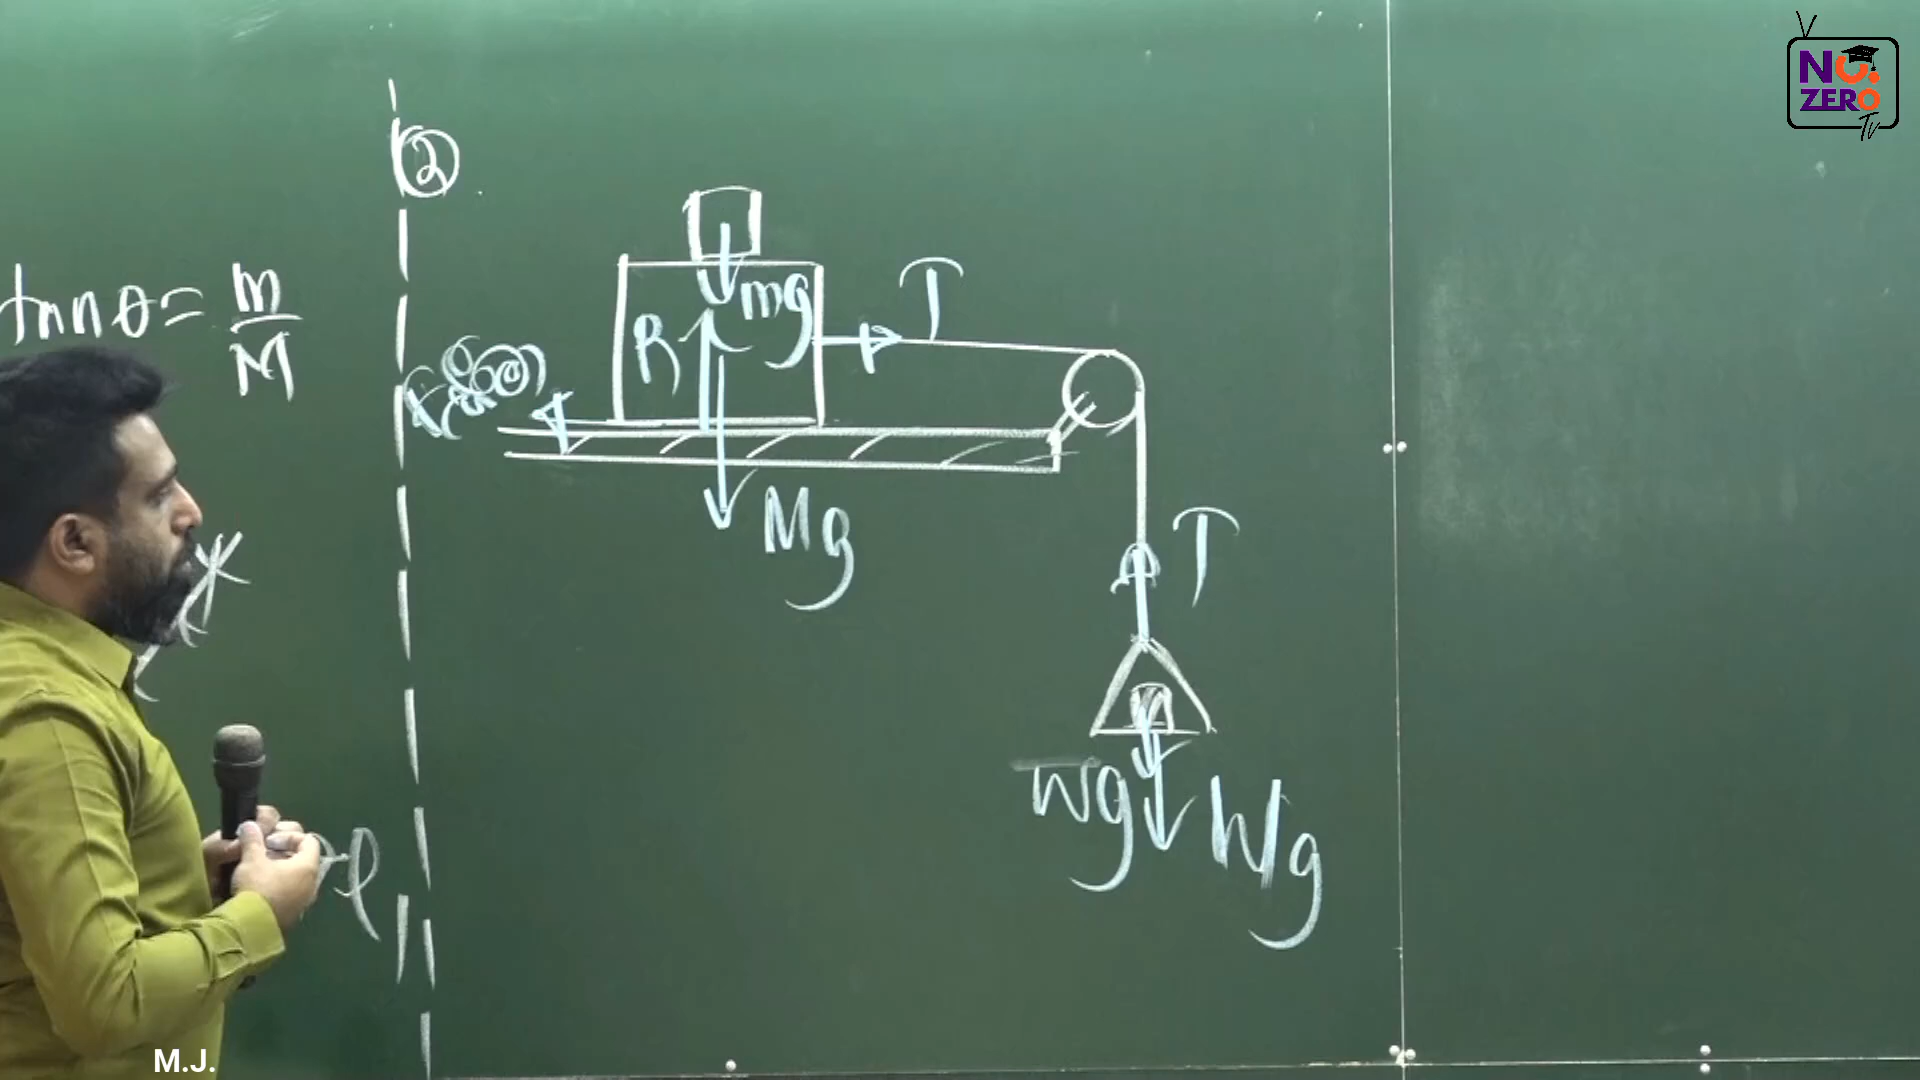 NO.
ZERO
TV
②
tanθ = m/M
mg
R
T
Mg
T
wg
Wg
M.J.